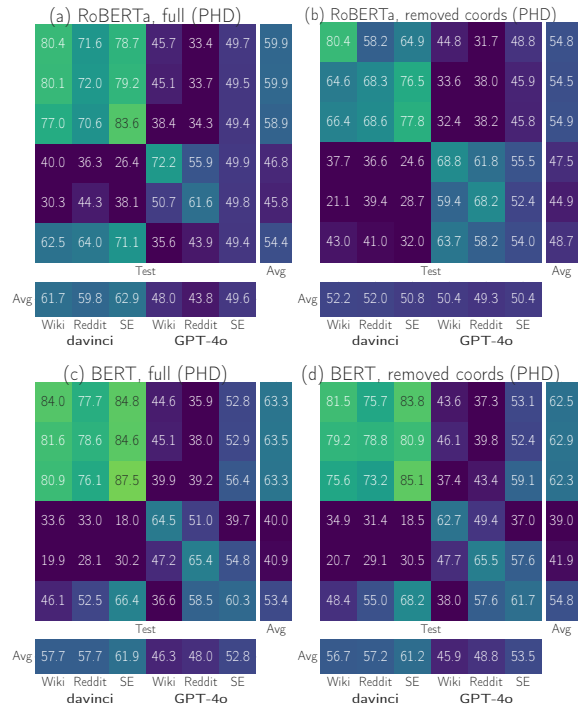 (a) RoBERTa, full (PHD)
80.4 71.6 78.7 45.7 33.4 49.7 59.9
80.1 72.0 79.2 45.1 33.7 49.5 59.9
77.0 70.6 83.6 38.4 34.3 49.4 58.9
40.0 36.3 26.4 72.2 55.9 49.9 46.8
30.3 44.3 38.1 50.7 61.6 49.8 45.8
62.5 64.0 71.1 35.6 43.9 49.4 54.4
Test Avg
Avg 61.7 59.8 62.9 48.0 43.8 49.6
Wiki Reddit SE Wiki Reddit SE
davinci GPT-4o
(b) RoBERTa, removed coords (PHD)
80.4 58.2 64.9 44.8 31.7 48.8 54.8
64.6 68.3 76.5 33.6 38.0 45.9 54.5
66.4 68.6 77.8 32.4 38.2 45.8 54.9
37.7 36.6 24.6 68.8 61.8 55.5 47.5
21.1 39.4 28.7 59.4 68.2 52.4 44.9
43.0 41.0 32.0 63.7 58.2 54.0 48.7
Test Avg
Avg 52.2 52.0 50.8 50.4 49.3 50.4
Wiki Reddit SE Wiki Reddit SE
davinci GPT-4o
(c) BERT, full (PHD)
84.0 77.7 84.8 44.6 35.9 52.8 63.3
81.6 78.6 84.6 45.1 38.0 52.9 63.5
80.9 76.1 87.5 39.9 39.2 56.4 63.3
33.6 33.0 18.0 64.5 51.0 39.7 40.0
19.9 28.1 30.2 47.2 65.4 54.8 40.9
46.1 52.5 66.4 36.6 58.5 60.3 53.4
Test Avg
Avg 57.7 57.7 61.9 46.3 48.0 52.8
Wiki Reddit SE Wiki Reddit SE
davinci GPT-4o
(d) BERT, removed coords (PHD)
81.5 75.7 83.8 43.6 37.3 53.1 62.5
79.2 78.8 80.9 46.1 39.8 52.4 62.9
75.6 73.2 85.1 37.4 43.4 59.1 62.3
34.9 31.4 18.5 62.7 49.4 37.0 39.0
20.7 29.1 30.5 47.7 65.5 57.6 41.9
48.4 55.0 68.2 38.0 57.6 61.7 54.8
Test Avg
Avg 56.7 57.2 61.2 45.9 48.8 53.5
Wiki Reddit SE Wiki Reddit SE
davinci GPT-4o